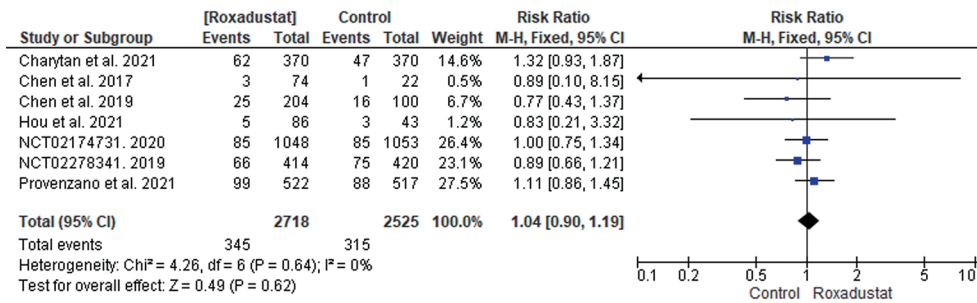 [Roxadustat] Control Risk Ratio Risk Ratio
Study or Subgroup Events Total Events Total Weight M-H, Fixed, 95% CI M-H, Fixed, 95% CI
Charytan et al. 2021 62 370 47 370 14.6% 1.32 [0.93, 1.87]
Chen et al. 2017 3 74 1 22 0.5% 0.89 [0.10, 8.15]
Chen et al. 2019 25 204 16 100 6.7% 0.77 [0.43, 1.37]
Hou et al. 2021 5 86 3 43 1.2% 0.83 [0.21, 3.32]
NCT02174731. 2020 85 1048 85 1053 26.4% 1.00 [0.75, 1.34]
NCT02278341. 2019 66 414 75 420 23.1% 0.89 [0.66, 1.21]
Provenzano et al. 2021 99 522 88 517 27.5% 1.11 [0.86, 1.45]
Total (95% CI) 2718 2525 100.0% 1.04 [0.90, 1.19]
Total events 345 315
Heterogeneity: Chi² = 4.26, df = 6 (P = 0.64); I² = 0%
Test for overall effect: Z = 0.49 (P = 0.62)
0.1 0.2 0.5 1 2 5 10
Control Roxadustat